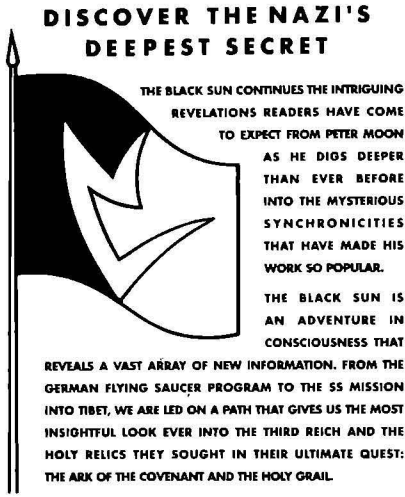 DISCOVER THE NAZI'S
DEEPEST SECRET
THE BLACK SUN CONTINUES THE INTRIGUING
REVELATIONS READERS HAVE COME
TO EXPECT FROM PETER MOON
AS HE DIGS DEEPER
THAN EVER BEFORE
INTO THE MYSTERIOUS
SYNCHRONICITIES
THAT HAVE MADE HIS
WORK SO POPULAR.
THE BLACK SUN IS
AN ADVENTURE IN
CONSCIOUSNESS THAT
REVEALS A VAST ARRAY OF NEW INFORMATION. FROM THE
GERMAN FLYING SAUCER PROGRAM TO THE SS MISSION
INTO TIBET, WE ARE LED ON A PATH THAT GIVES US THE MOST
INSIGHTFUL LOOK EVER INTO THE THIRD REICH AND THE
HOLY RELICS THEY SOUGHT IN THEIR ULTIMATE QUEST:
THE ARK OF THE COVENANT AND THE HOLY GRAIL.